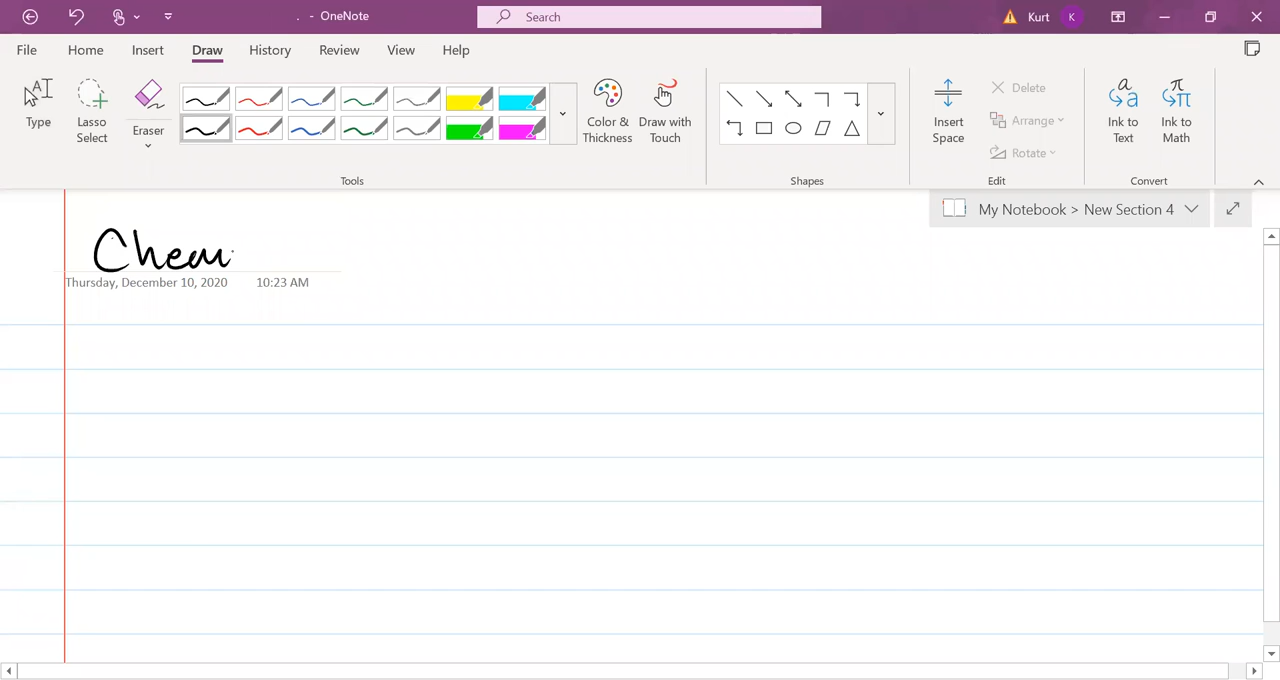 . - OneNote
Search
Kurt
K
File Home Insert Draw History Review View Help
Type
Lasso Select
Eraser
Color & Thickness
Draw with Touch
Insert Space
Delete
Arrange
Rotate
Ink to Text
Ink to Math
Tools
Shapes
Edit
Convert
My Notebook > New Section 4
Chem
Thursday, December 10, 2020 10:23 AM